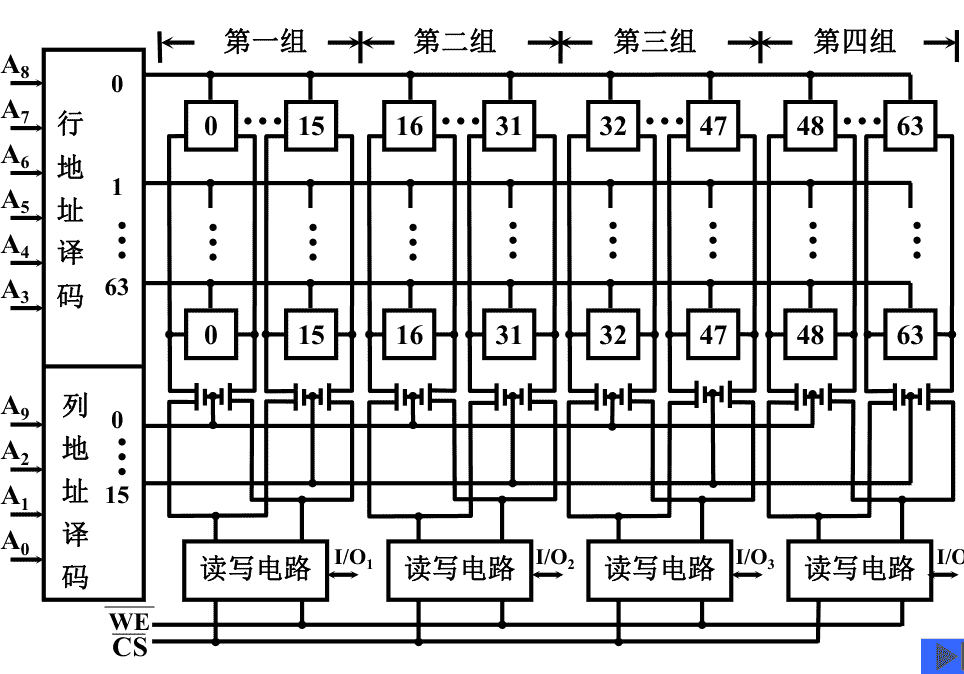 第一组 第二组 第三组 第四组
A8
A7
A6
A5
A4
A3
行地址译码
0
1
63
0 ••• 15 16 ••• 31 32 ••• 47 48 ••• 63
0 15 16 31 32 47 48 63
A9
A2
A1
A0
列地址译码
0
15
读写电路 I/O1 读写电路 I/O2 读写电路 I/O3 读写电路 I/O
WE
CS